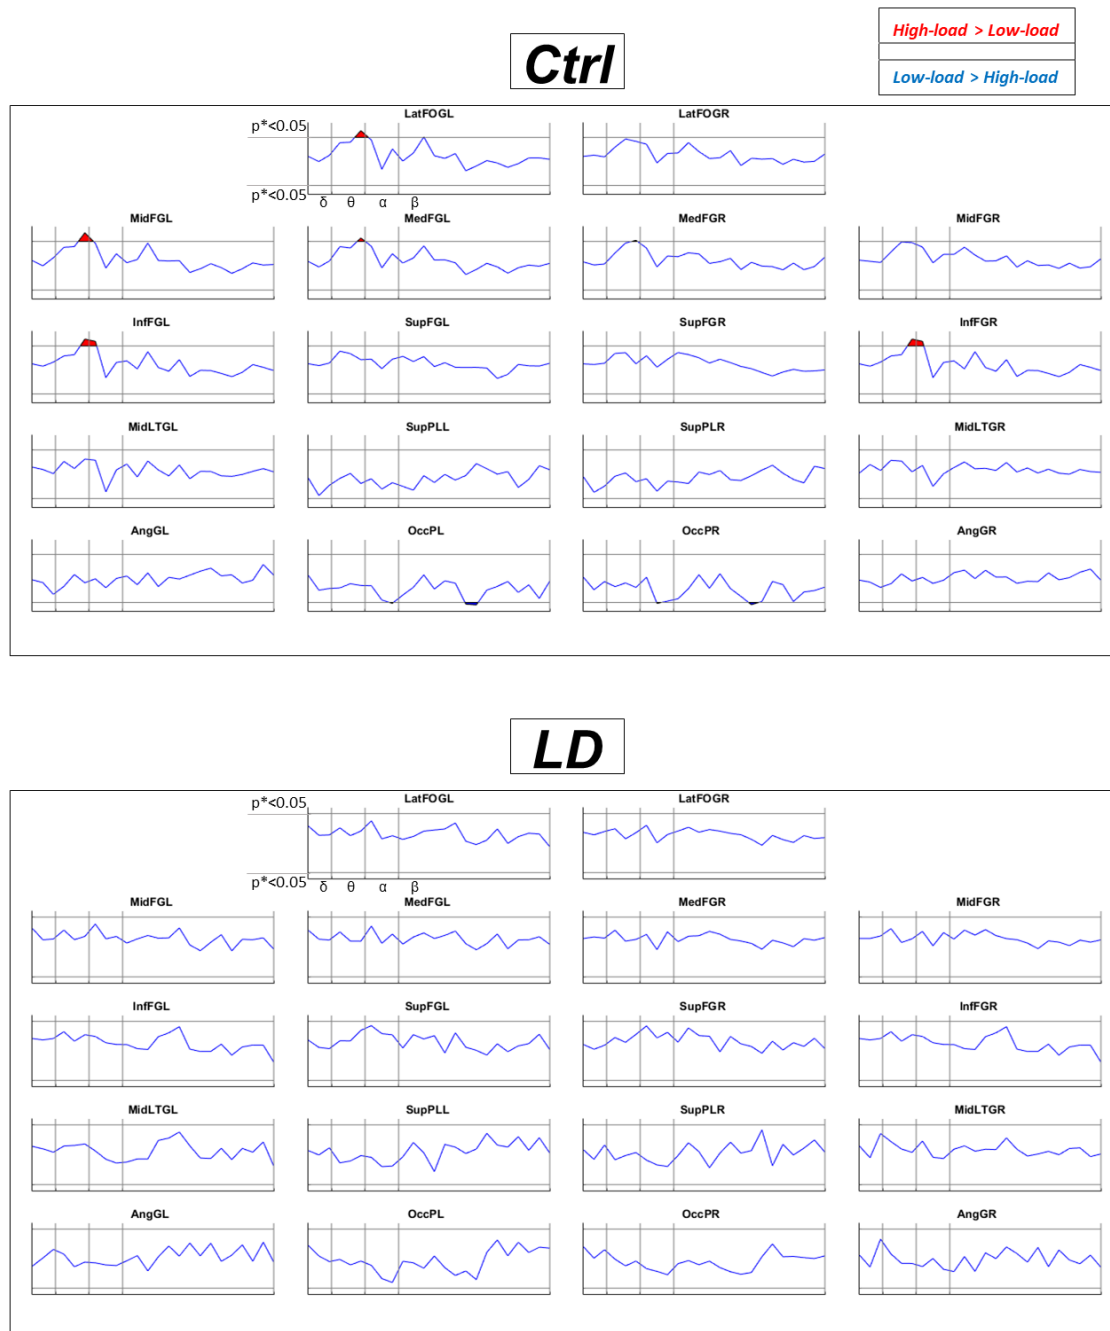 High-load > Low-load
Low-load > High-load
Ctrl
LatFOGL LatFOGR
p*<0.05
p*<0.05
δ θ α β
MidFGL MedFGL MedFGR MidFGR
InfFGL SupFGL SupFGR InfFGR
MidLTGL SupPLL SupPLR MidLTGR
AngGL OccPL OccPR AngGR
LD
LatFOGL LatFOGR
p*<0.05
p*<0.05
δ θ α β
MidFGL MedFGL MedFGR MidFGR
InfFGL SupFGL SupFGR InfFGR
MidLTGL SupPLL SupPLR MidLTGR
AngGL OccPL OccPR AngGR